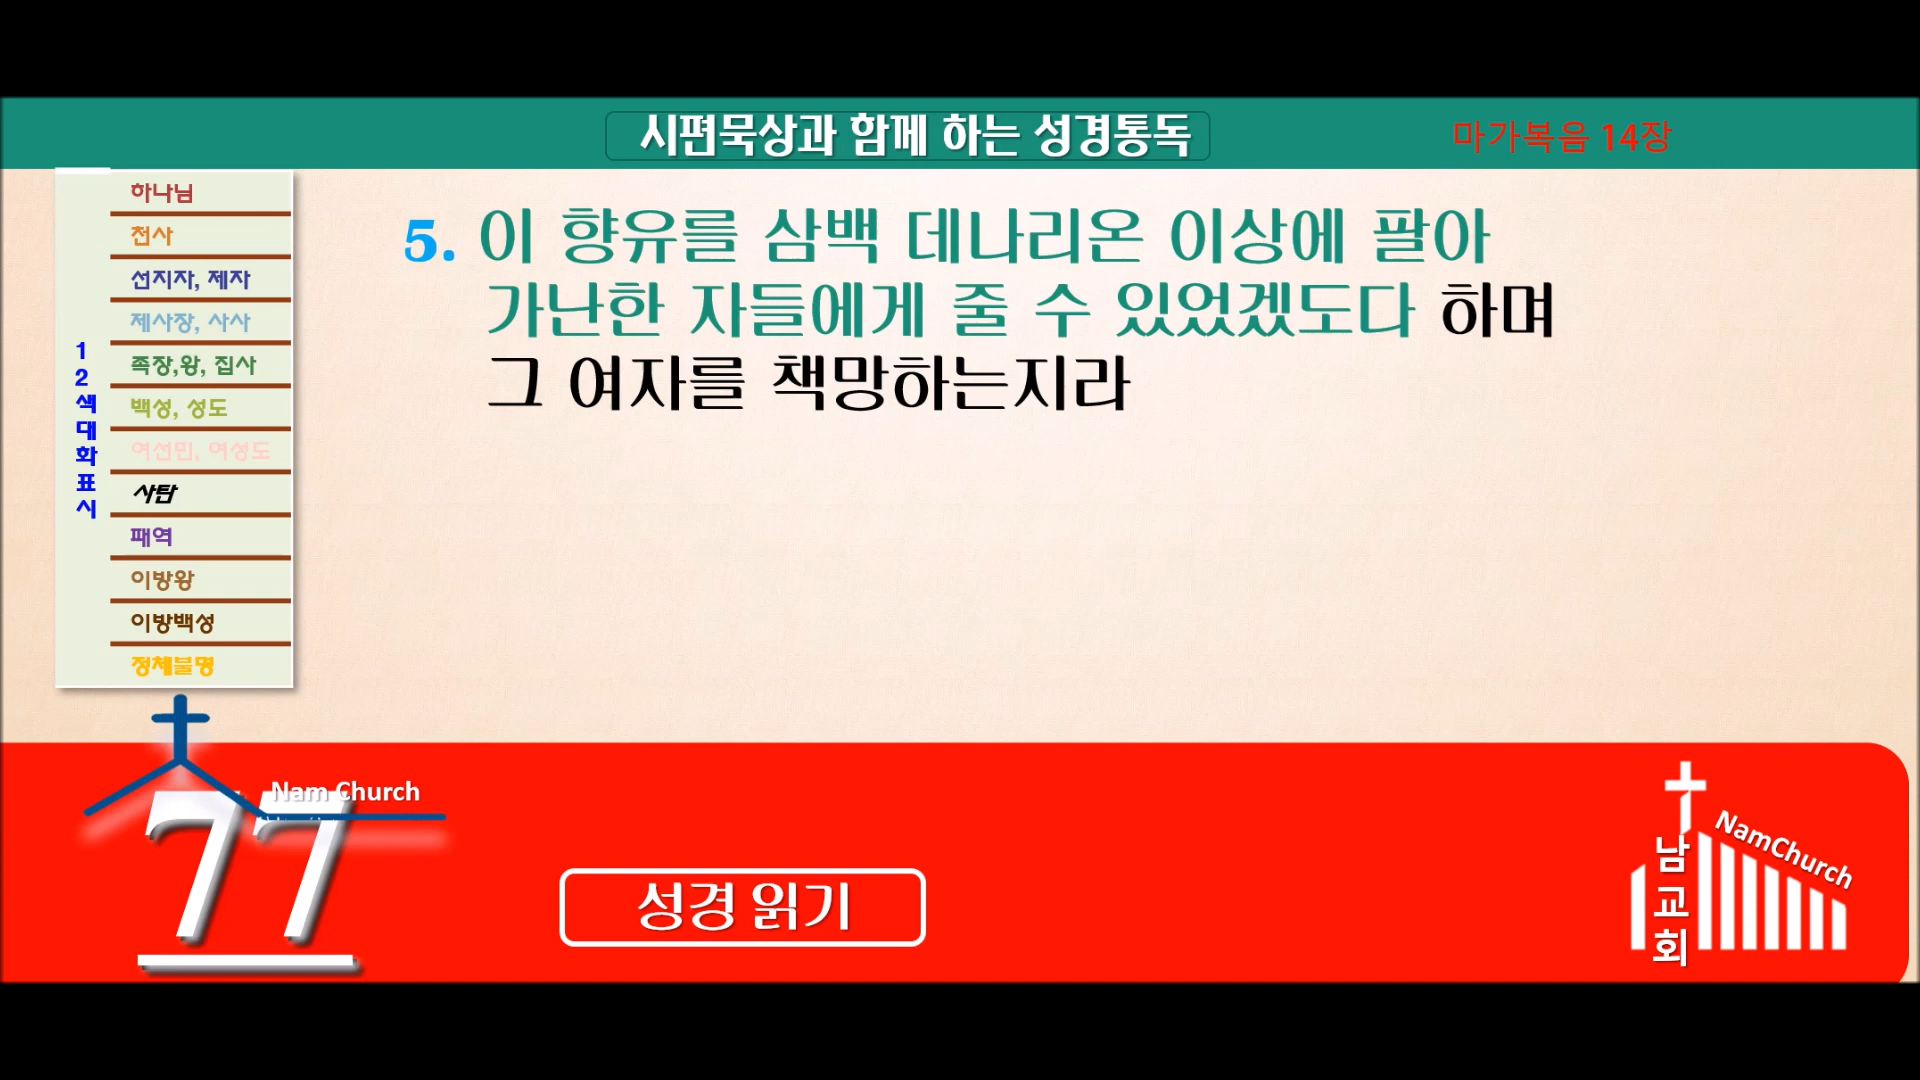 시편묵상과 함께 하는 성경통독
마가복음 14장
하나님
천사
선지자, 제자
제사장, 사사
족장,왕, 집사
백성, 성도
여선민, 여성도
사탄
패역
이방왕
이방백성
정체불명
12색대화표시
5. 이 향유를 삼백 데나리온 이상에 팔아
가난한 자들에게 줄 수 있었겠도다 하며
그 여자를 책망하는지라
Nam Church
77
성경 읽기
NamChurch
남교회